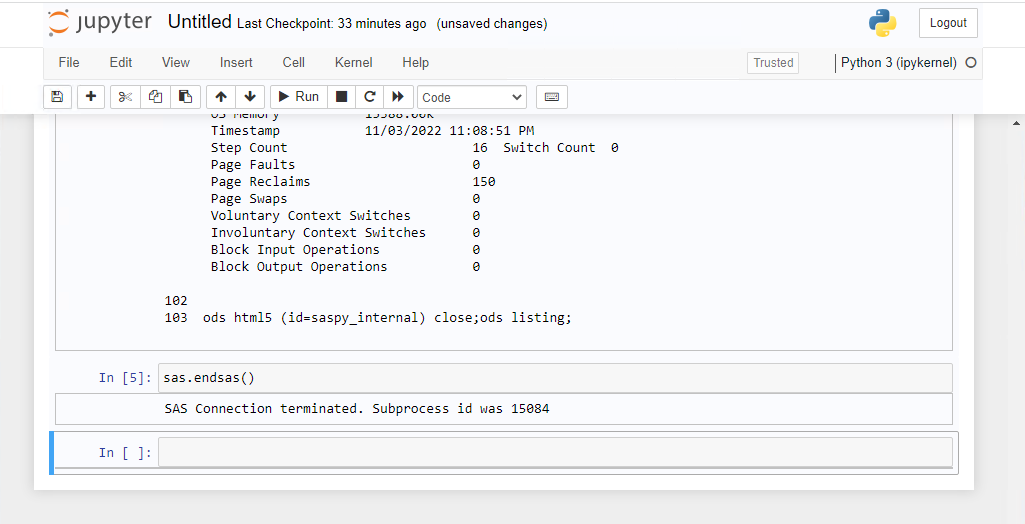 jupyter Untitled Last Checkpoint: 33 minutes ago (unsaved changes) Logout
File Edit View Insert Cell Kernel Help Trusted Python 3 (ipykernel)
Run Code
OS Memory 15588.00k
Timestamp 11/03/2022 11:08:51 PM
Step Count 16 Switch Count 0
Page Faults 0
Page Reclaims 150
Page Swaps 0
Voluntary Context Switches 0
Involuntary Context Switches 0
Block Input Operations 0
Block Output Operations 0
102
103 ods html5 (id=saspy_internal) close;ods listing;
In [5]: sas.endsas()
SAS Connection terminated. Subprocess id was 15084
In [ ]: